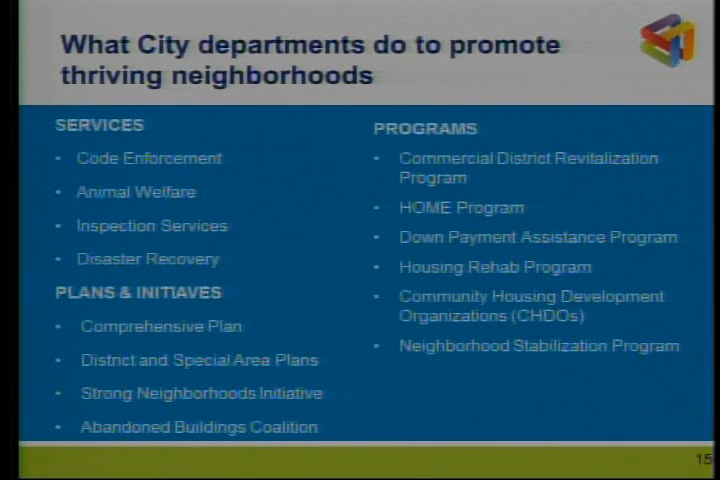 What City departments do to promote
thriving neighborhoods
SERVICES
• Code Enforcement
• Animal Welfare
• Inspection Services
• Disaster Recovery
PLANS & INITIAVES
• Comprehensive Plan
• District and Special Area Plans
• Strong Neighborhoods Initiative
• Abandoned Buildings Coalition
PROGRAMS
• Commercial District Revitalization
Program
• HOME Program
• Down Payment Assistance Program
• Housing Rehab Program
• Community Housing Development
Organizations (CHDOs)
• Neighborhood Stabilization Program
15